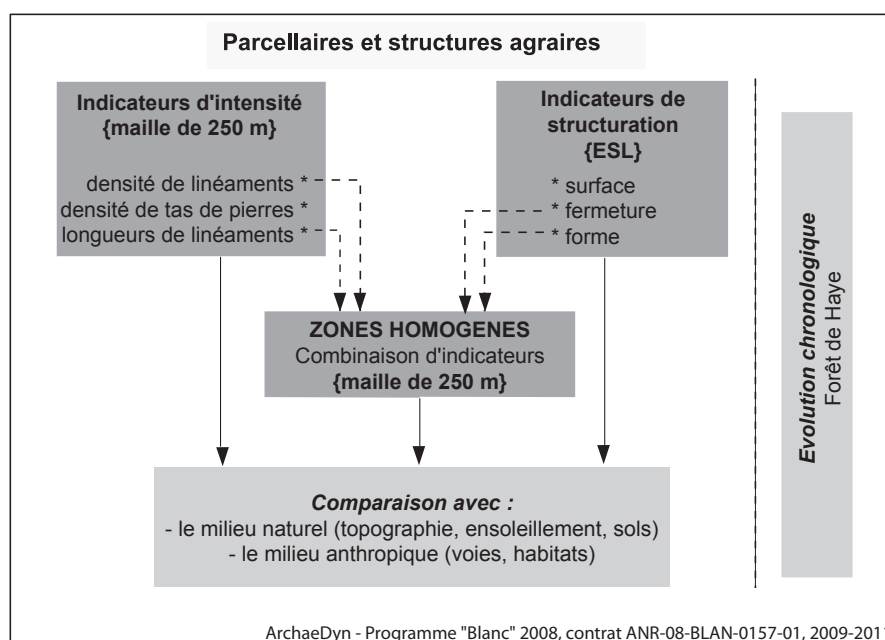 Parcellaires et structures agraires
Indicateurs d'intensité
{maille de 250 m}
densité de linéaments *
densité de tas de pierres *
longueurs de linéaments *
Indicateurs de
structuration
{ESL}
* surface
* fermeture
* forme
ZONES HOMOGENES
Combinaison d'indicateurs
{maille de 250 m}
Comparaison avec :
- le milieu naturel (topographie, ensoleillement, sols)
- le milieu anthropique (voies, habitats)
Evolution chronologique
Forêt de Haye
ArchaeDyn - Programme "Blanc" 2008, contrat ANR-08-BLAN-0157-01, 2009-2011